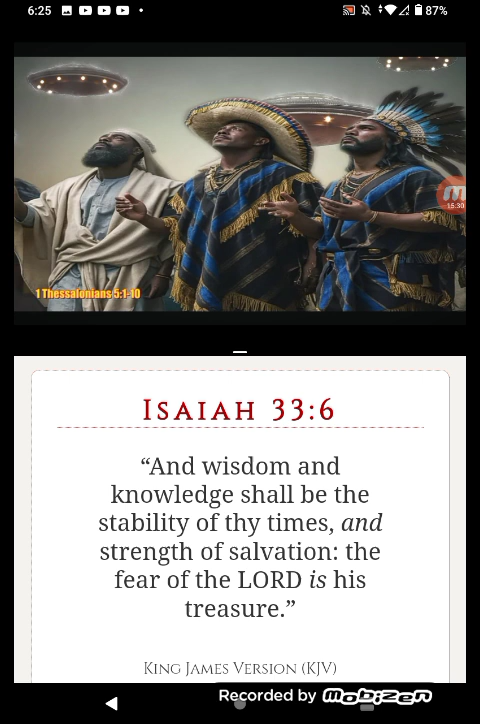 6:25
87%
15:30
1 Thessalonians 5:1-10
Isaiah 33:6
“And wisdom and
knowledge shall be the
stability of thy times, and
strength of salvation: the
fear of the LORD is his
treasure.”
King James Version (KJV)
Recorded by Mobizen